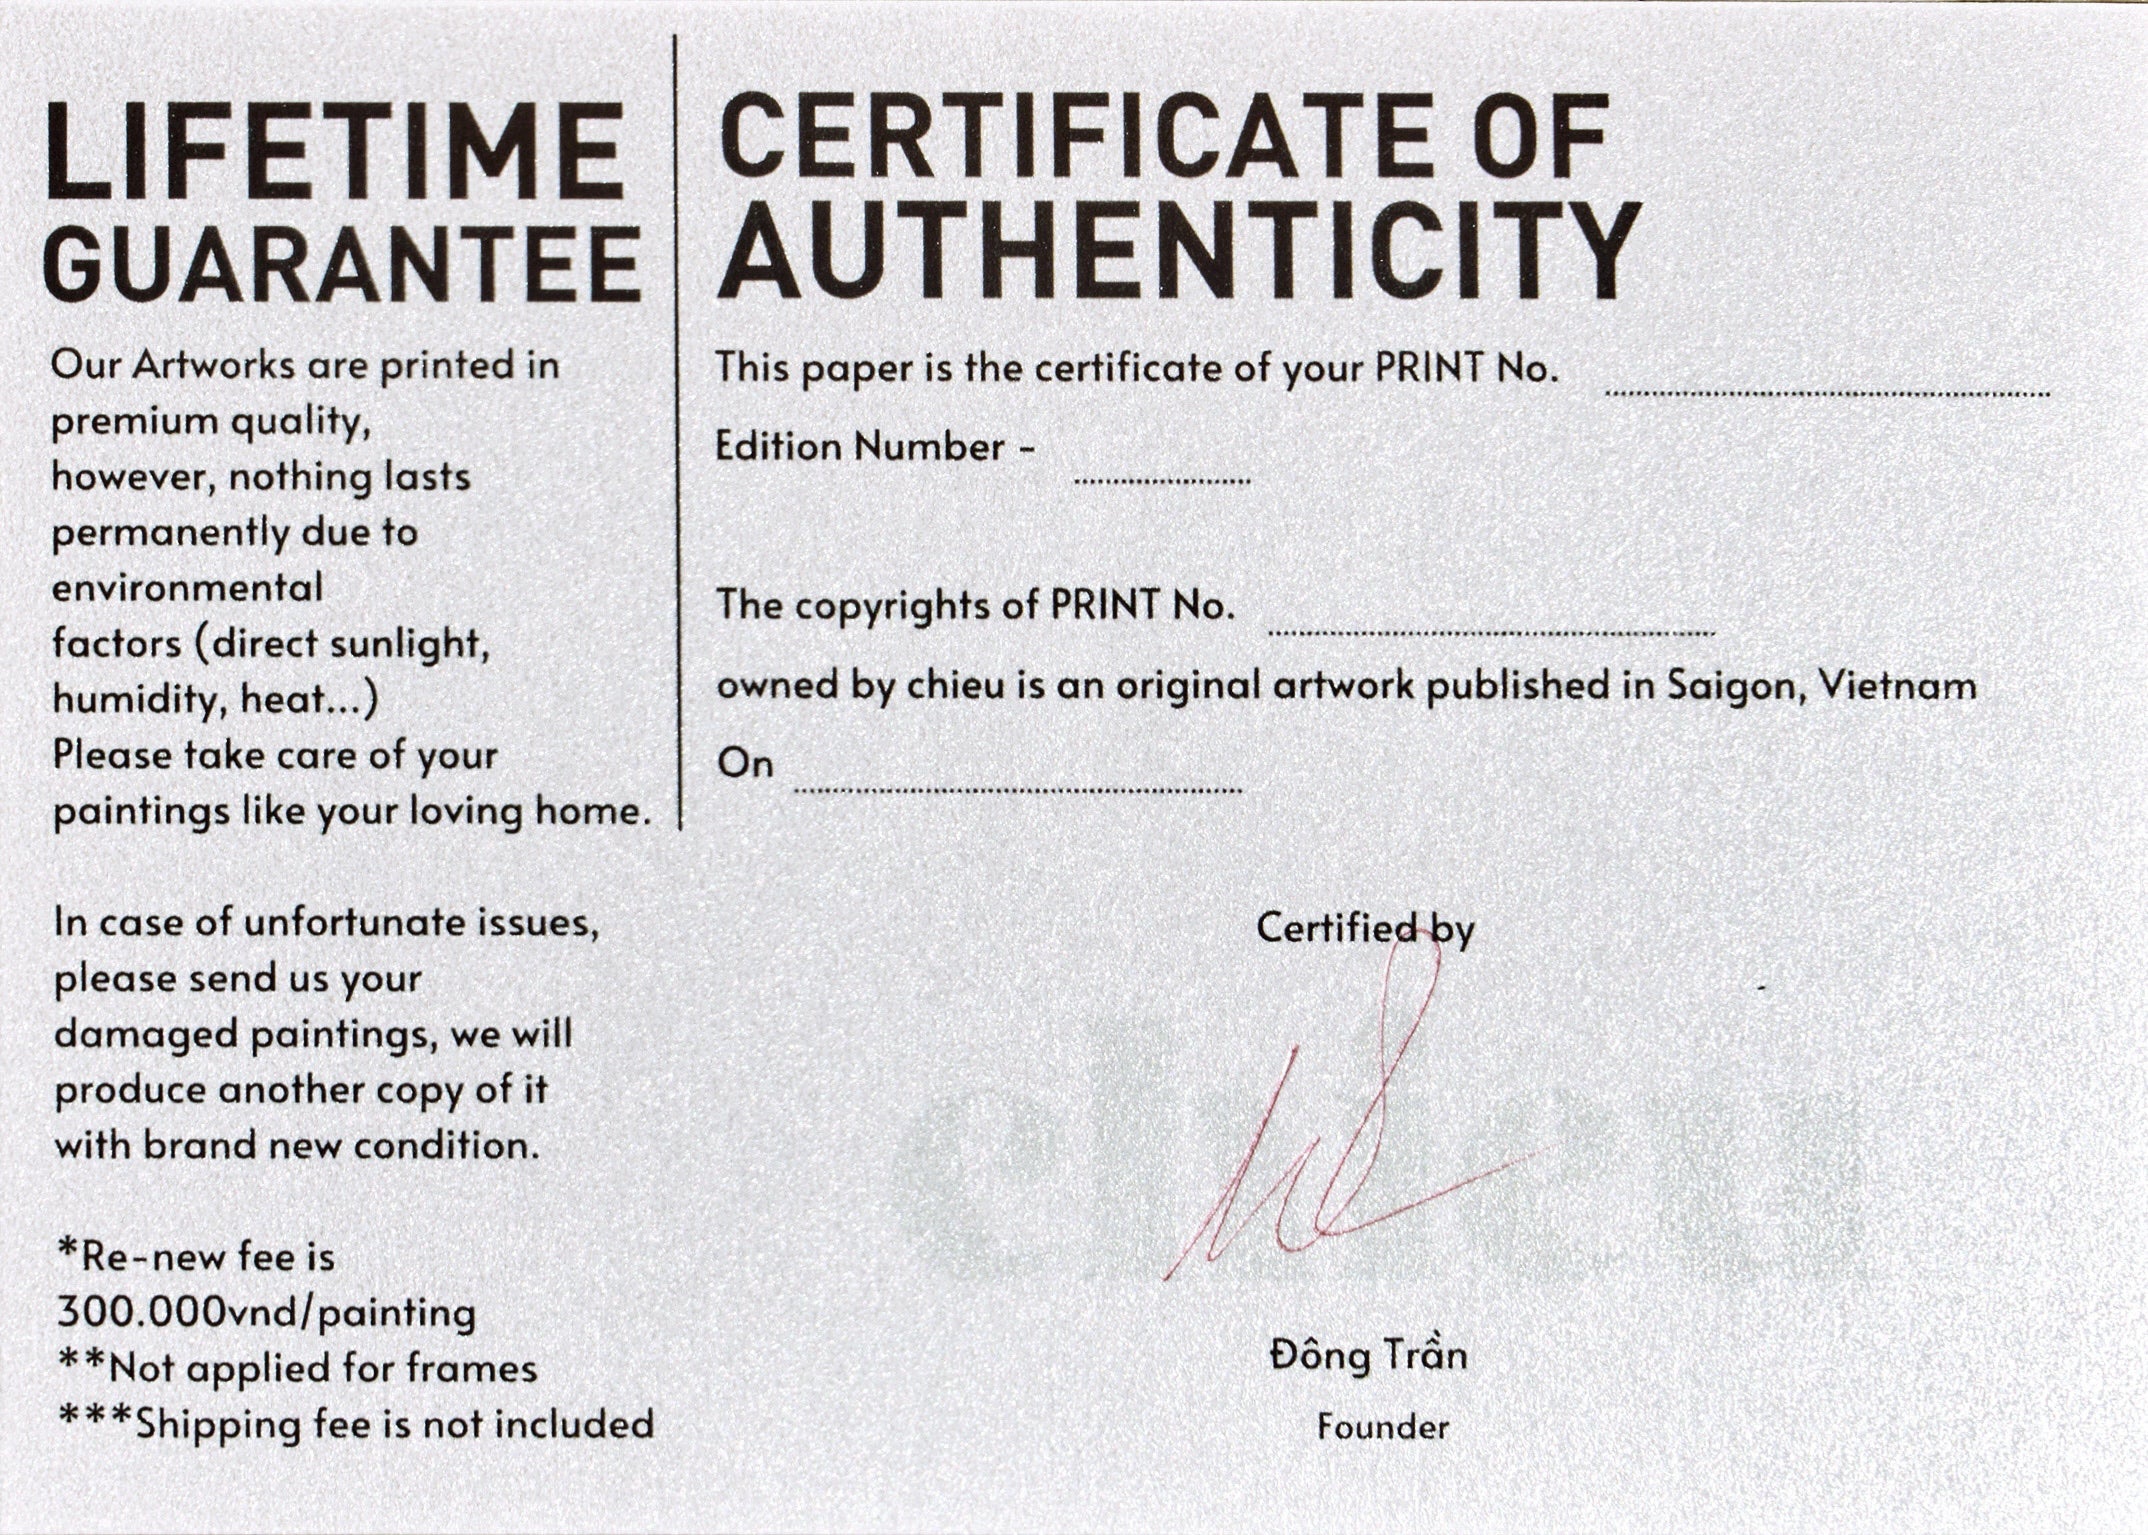 LIFETIME
GUARANTEE
Our Artworks are printed in
premium quality,
however, nothing lasts
permanently due to
environmental
factors (direct sunlight,
humidity, heat...)
Please take care of your
paintings like your loving home.
In case of unfortunate issues,
please send us your
damaged paintings, we will
produce another copy of it
with brand new condition.
*Re-new fee is
300.000vnd/painting
**Not applied for frames
***Shipping fee is not included
CERTIFICATE OF
AUTHENTICITY
This paper is the certificate of your PRINT No.
Edition Number -
The copyrights of PRINT No.
owned by chieu is an original artwork published in Saigon, Vietnam
On
Certified by
Đông Trần
Founder